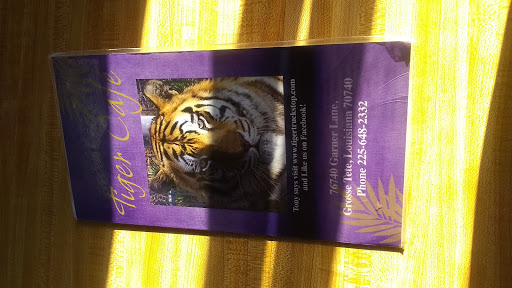 Tiger Cafe
Tony says visit www.tigertruckstop.com
and Like us on Facebook!
76740 Garner Lane,
Grosse Tete, Louisiana 70740
Phone 225-648-2332